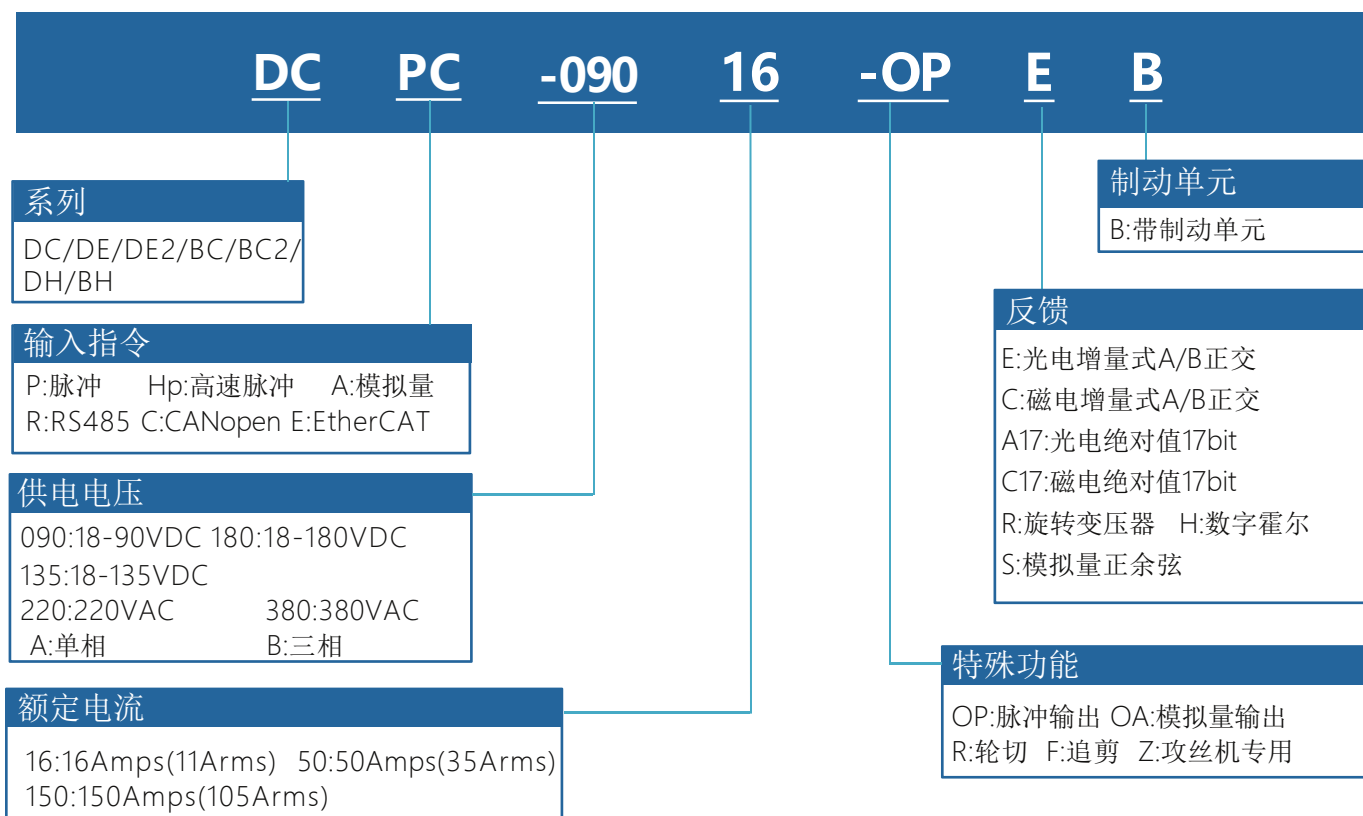 DC PC -090 16 -OP E B
系列
DC/DE/DE2/BC/BC2/
DH/BH
输入指令
P:脉冲 Hp:高速脉冲 A:模拟量
R:RS485 C:CANopen E:EtherCAT
供电电压
090:18-90VDC 180:18-180VDC
135:18-135VDC
220:220VAC 380:380VAC
A:单相 B:三相
额定电流
16:16Amps(11Arms) 50:50Amps(35Arms)
150:150Amps(105Arms)
制动单元
B:带制动单元
反馈
E:光电增量式A/B正交
C:磁电增量式A/B正交
A17:光电绝对值17bit
C17:磁电绝对值17bit
R:旋转变压器 H:数字霍尔
S:模拟量正余弦
特殊功能
OP:脉冲输出 OA:模拟量输出
R:轮切 F:追剪 Z:攻丝机专用